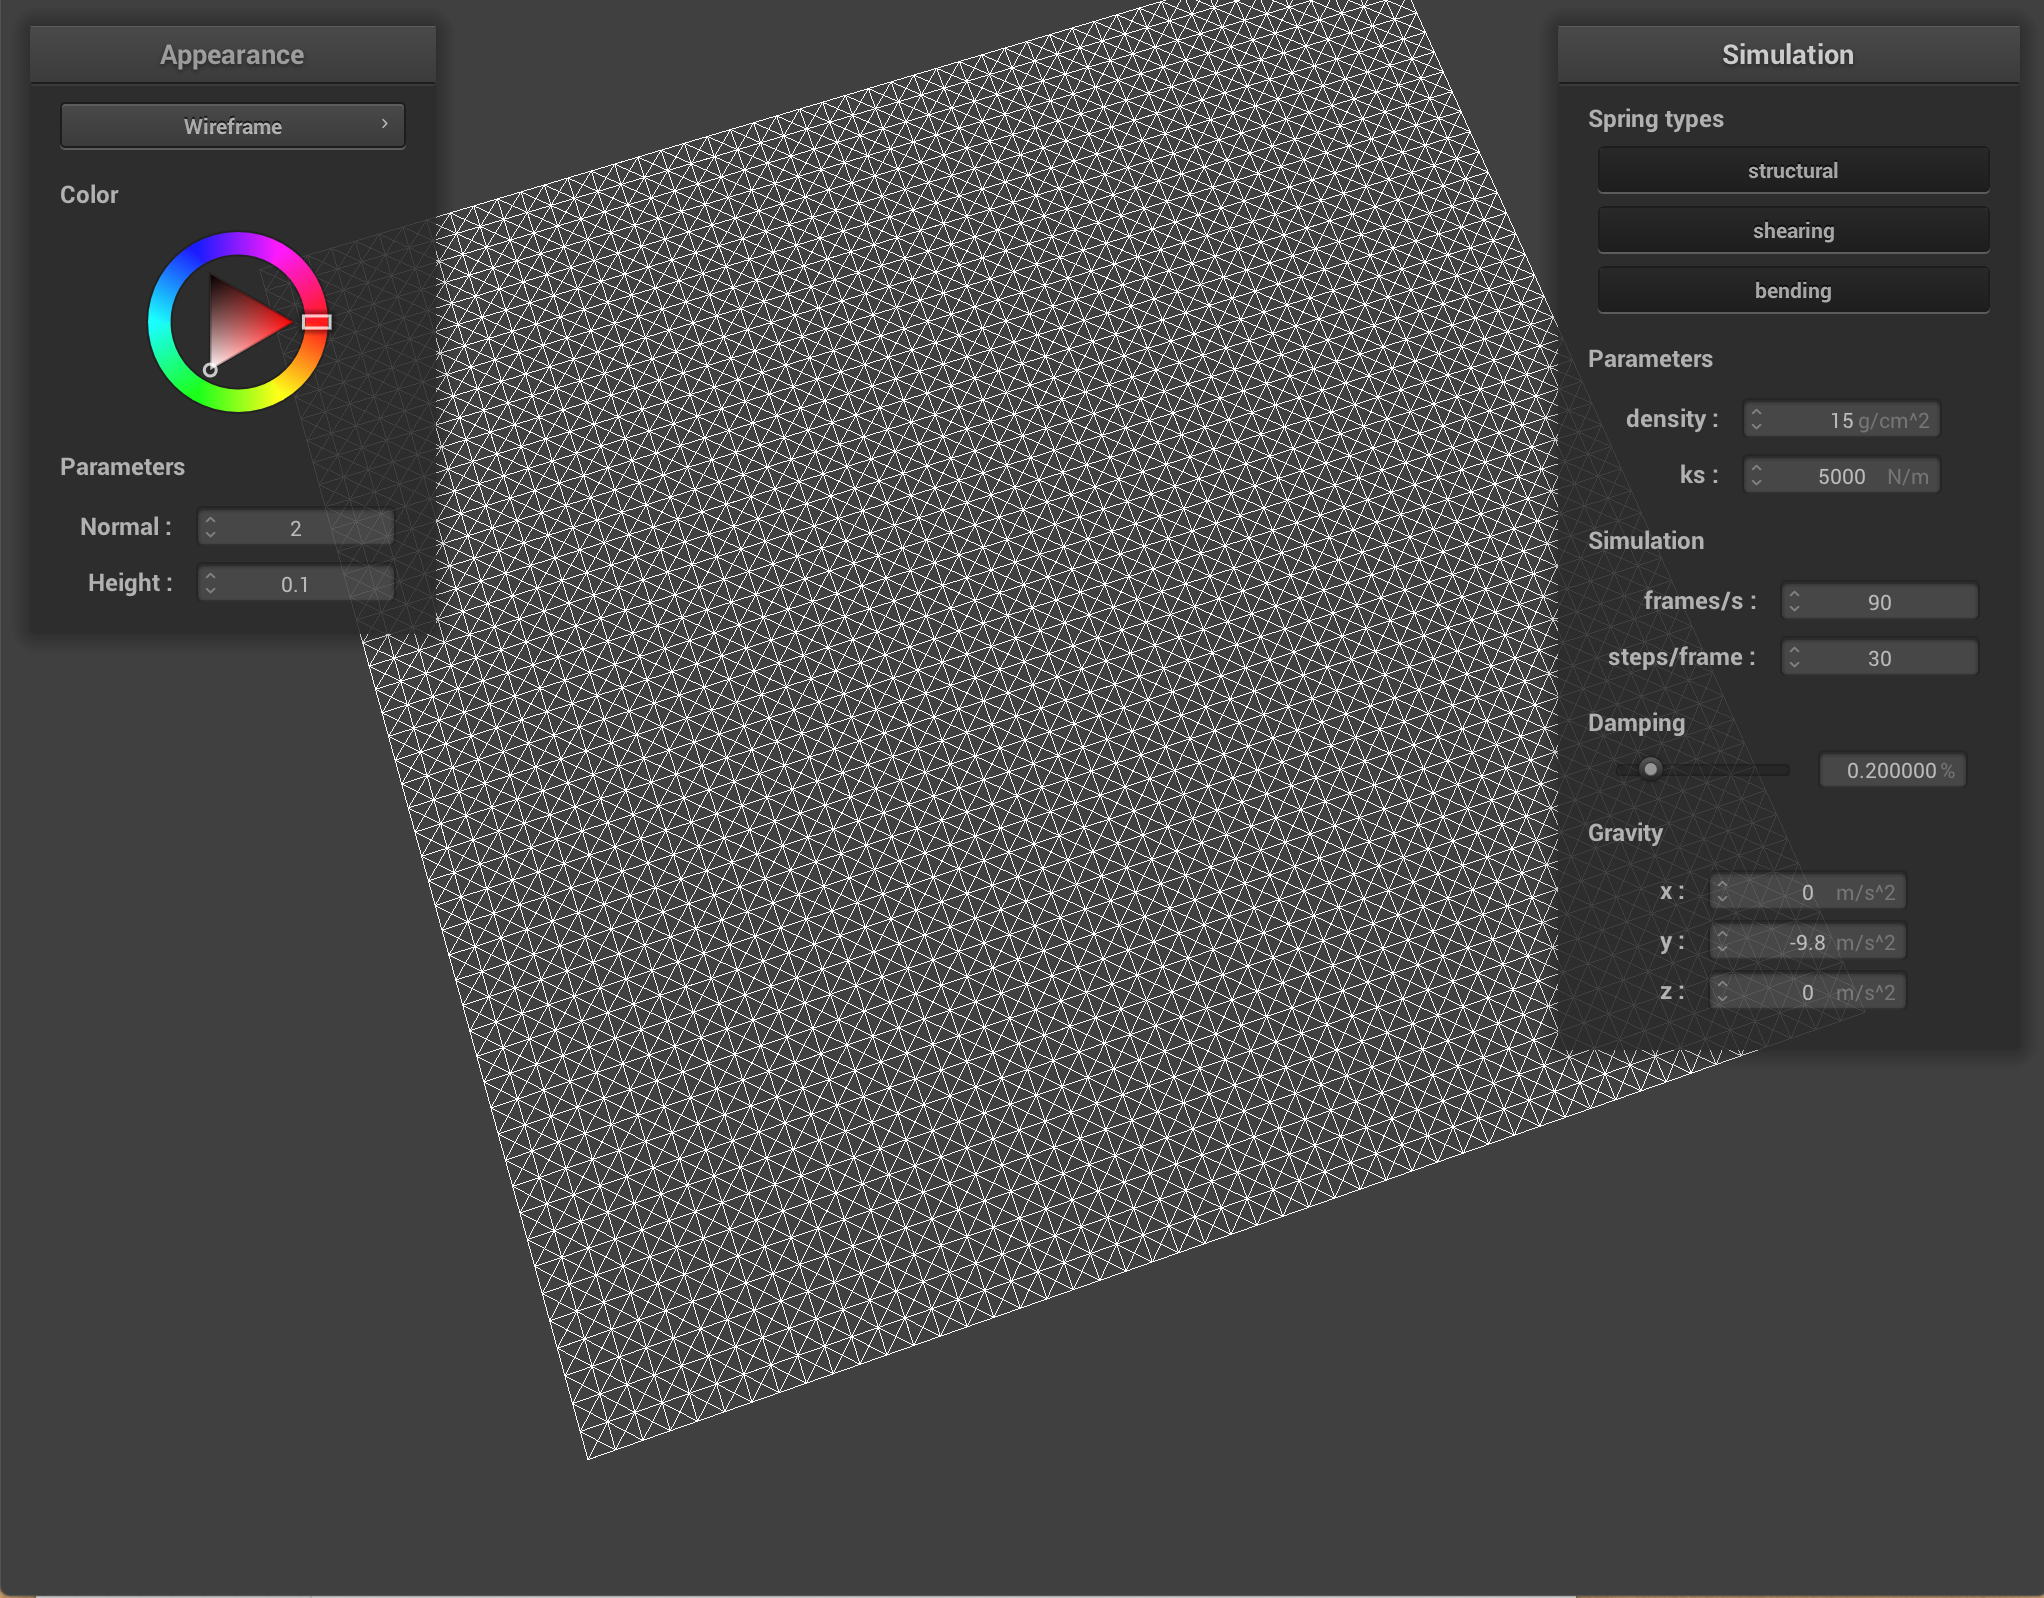 Appearance
Wireframe
Color
Parameters
Normal : 2
Height : 0.1
Simulation
Spring types
structural
shearing
bending
Parameters
density : 15 g/cm^2
ks : 5000 N/m
Simulation
frames/s : 90
steps/frame : 30
Damping
0.200000 %
Gravity
x : 0 m/s^2
y : -9.8 m/s^2
z : 0 m/s^2